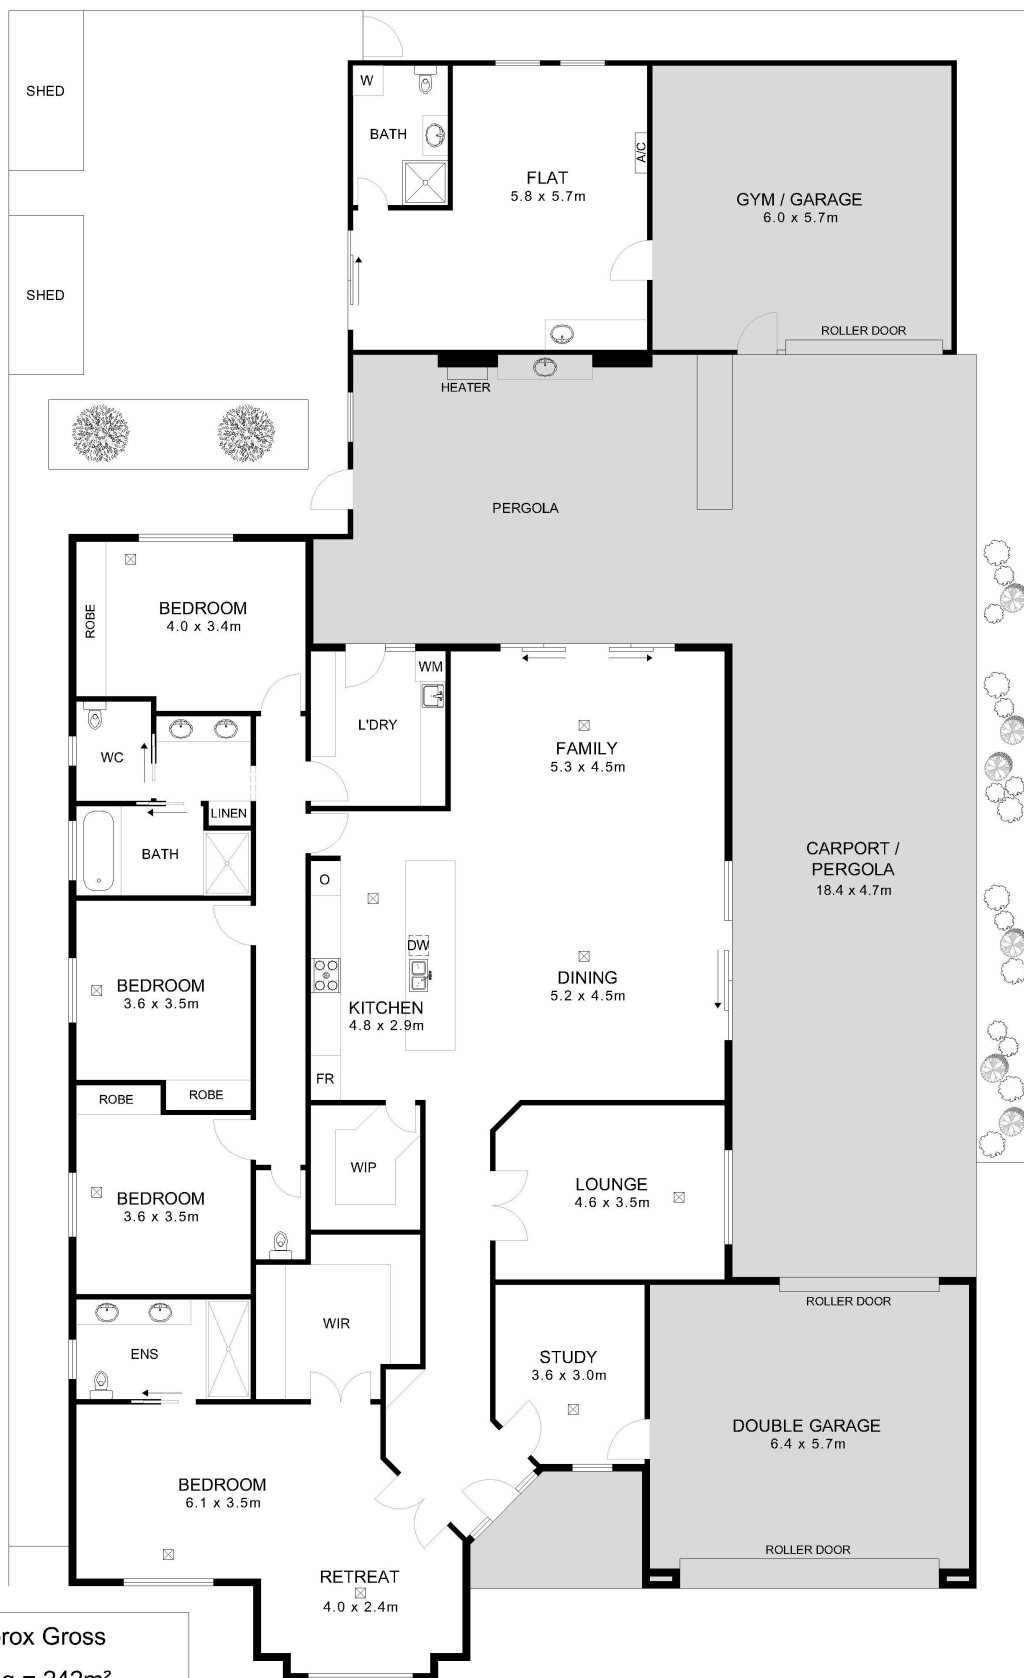 SHED
W
BATH
FLAT
5.8 x 5.7m
A/C
GYM / GARAGE
6.0 x 5.7m
SHED
ROLLER DOOR
HEATER
PERGOLA
ROBE
BEDROOM
4.0 x 3.4m
WM
L'DRY
WC
FAMILY
5.3 x 4.5m
LINEN
BATH
CARPORT /
PERGOLA
18.4 x 4.7m
O
DW
BEDROOM
3.6 x 3.5m
DINING
5.2 x 4.5m
KITCHEN
4.8 x 2.9m
FR
ROBE
ROBE
WIP
BEDROOM
3.6 x 3.5m
LOUNGE
4.6 x 3.5m
ROLLER DOOR
WIR
ENS
STUDY
3.6 x 3.0m
DOUBLE GARAGE
6.4 x 5.7m
BEDROOM
6.1 x 3.5m
ROLLER DOOR
RETREAT
4.0 x 2.4m
rox Gross
g = 242m²